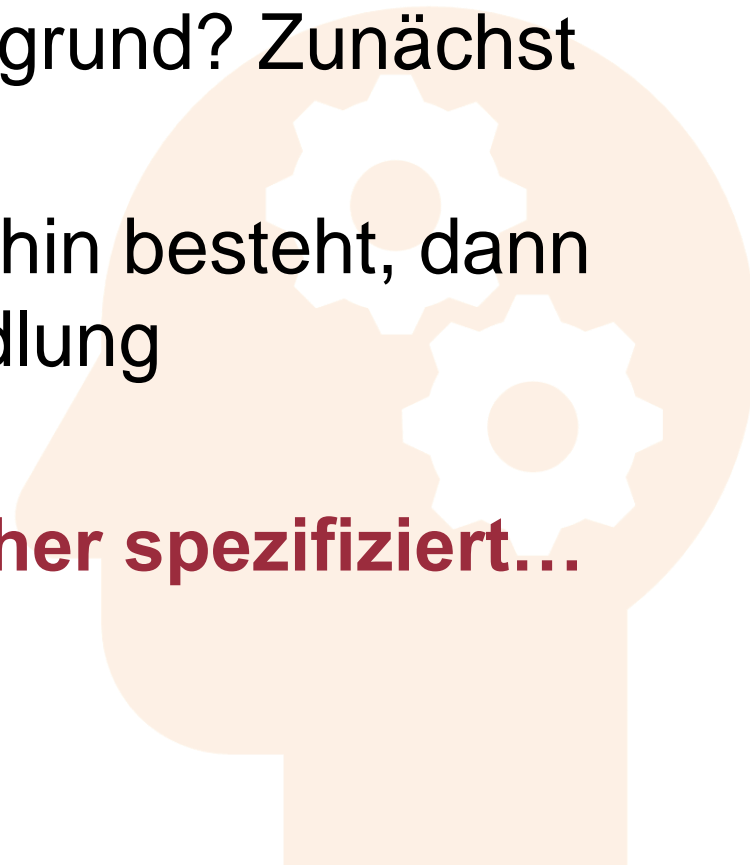 grund? Zunächst
hin besteht, dann
dlung
her spezifiziert…